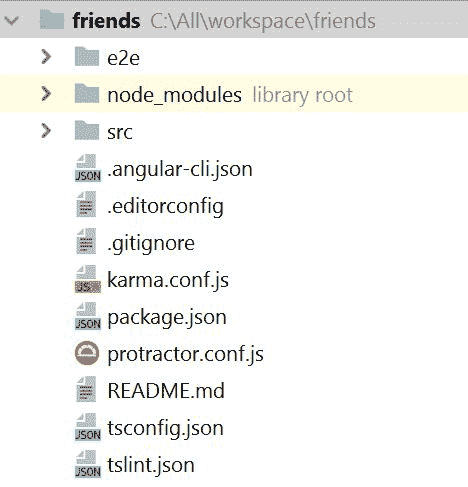 friends C:\All\workspace\friends
e2e
node_modules library root
src
JSON .angular-cli.json
.editorconfig
.gitignore
JS karma.conf.js
JSON package.json
protractor.conf.js
README.md
JSON tsconfig.json
JSON tslint.json